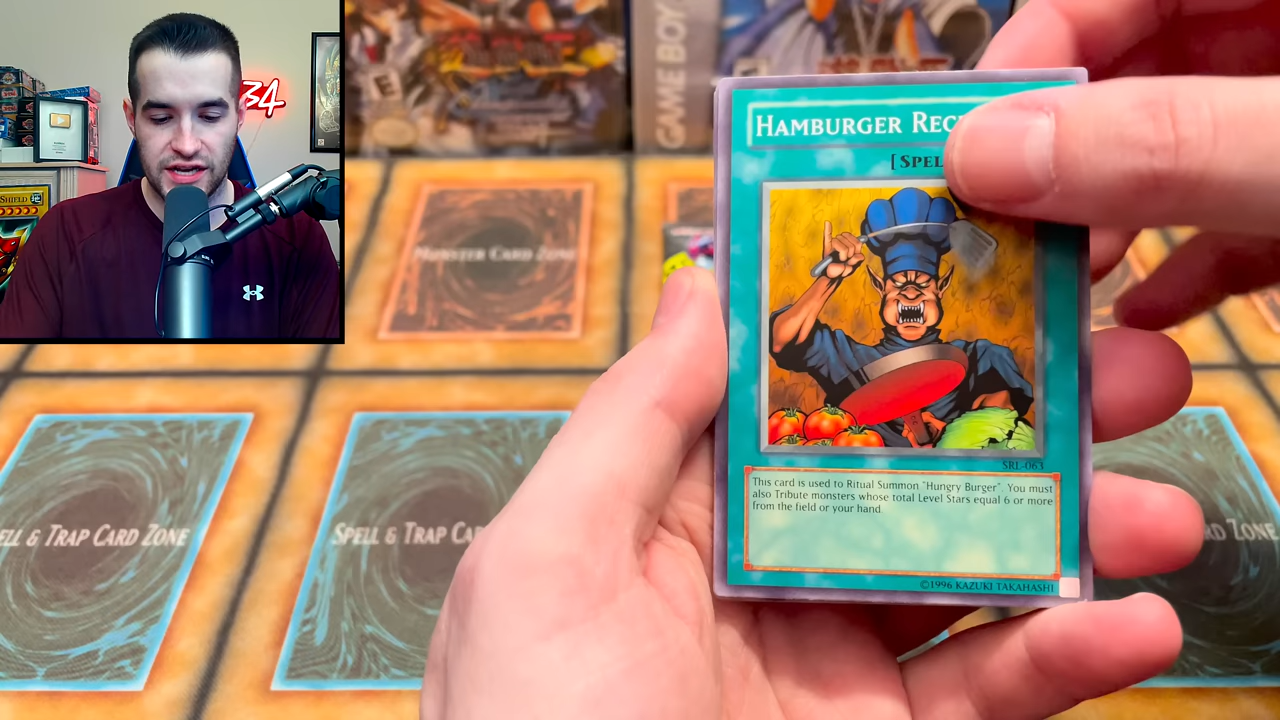 34
SHIELD
GAME BOY
MONSTER CARD ZONE
HAMBURGER REC
[SPEL
SRL-063
This card is used to Ritual Summon "Hungry Burger". You must
also Tribute monsters whose total Level Stars equal 6 or more
from the field or your hand.
©1996 KAZUKI TAKAHASHI
ELL & TRAP CARD ZONE
SPELL & TRAP CAR
RD ZONE